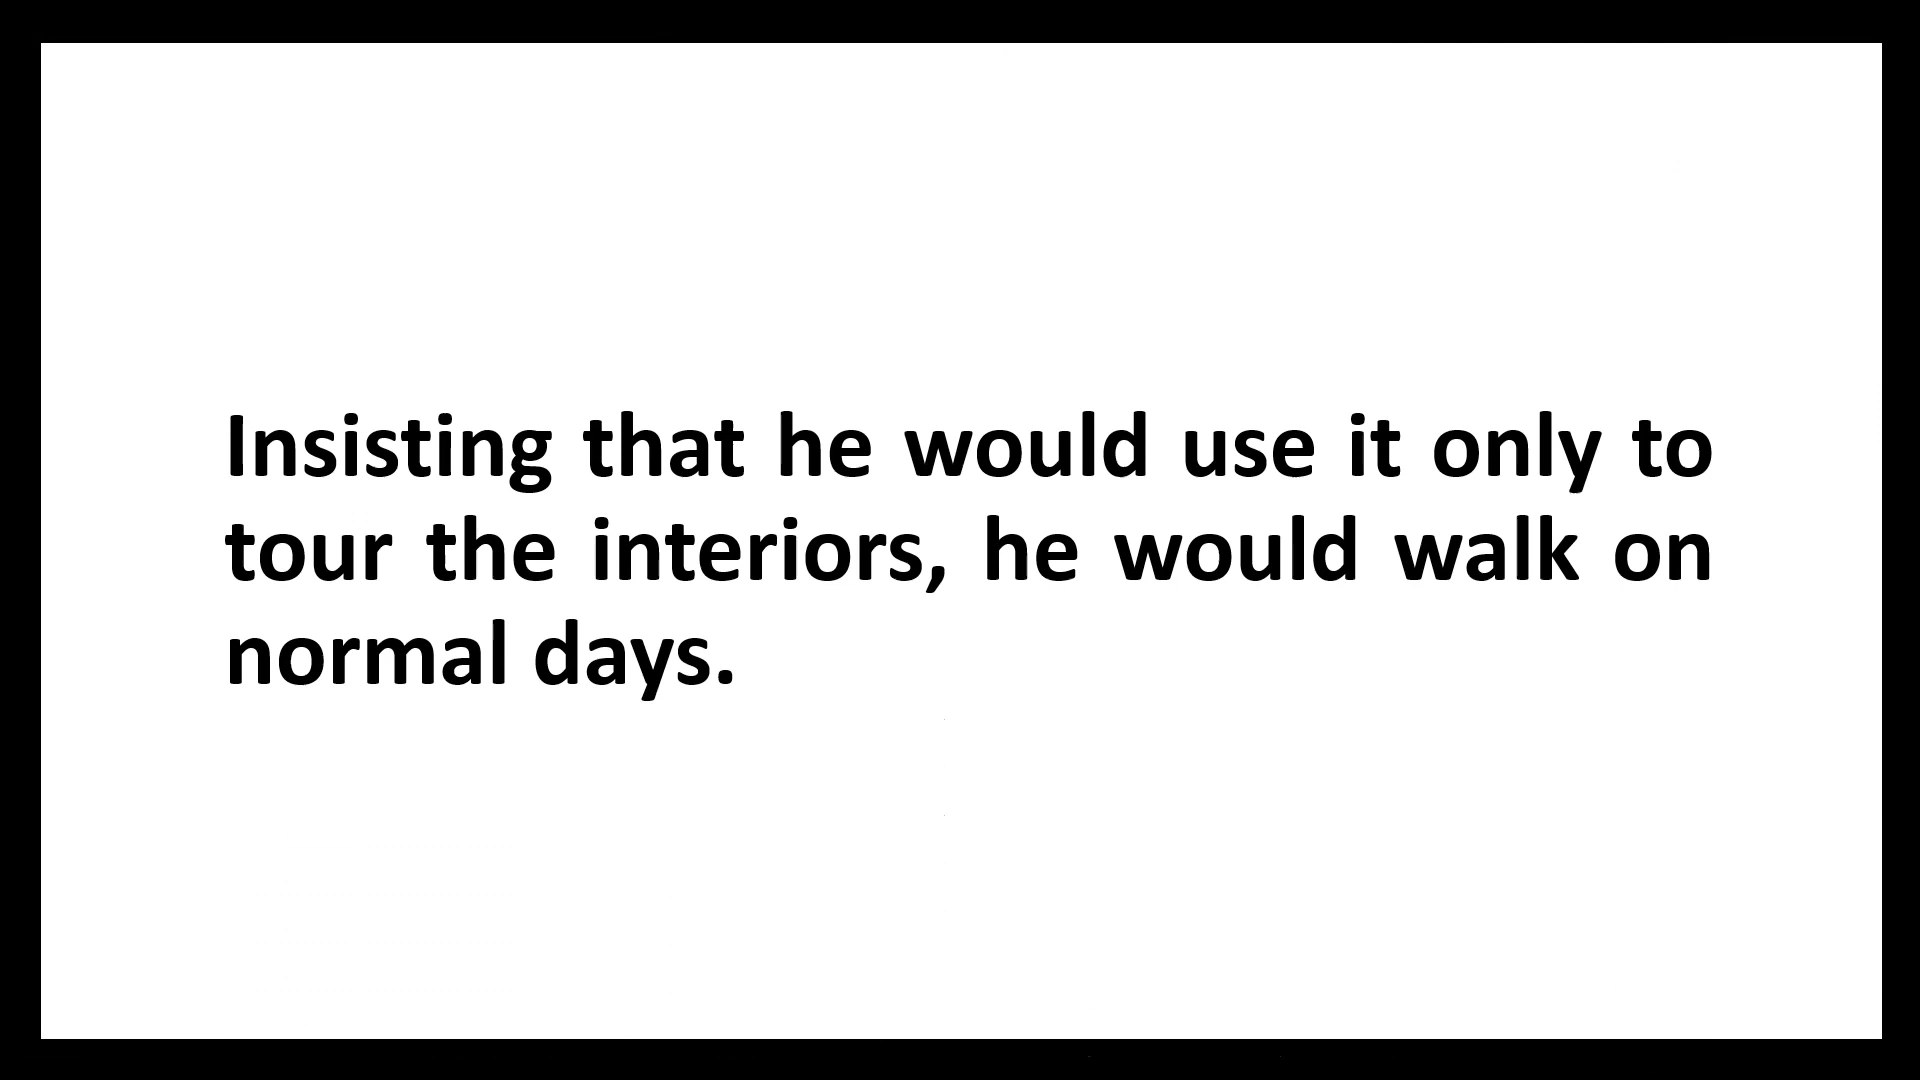 Insisting that he would use it only to
tour the interiors, he would walk on
normal days.